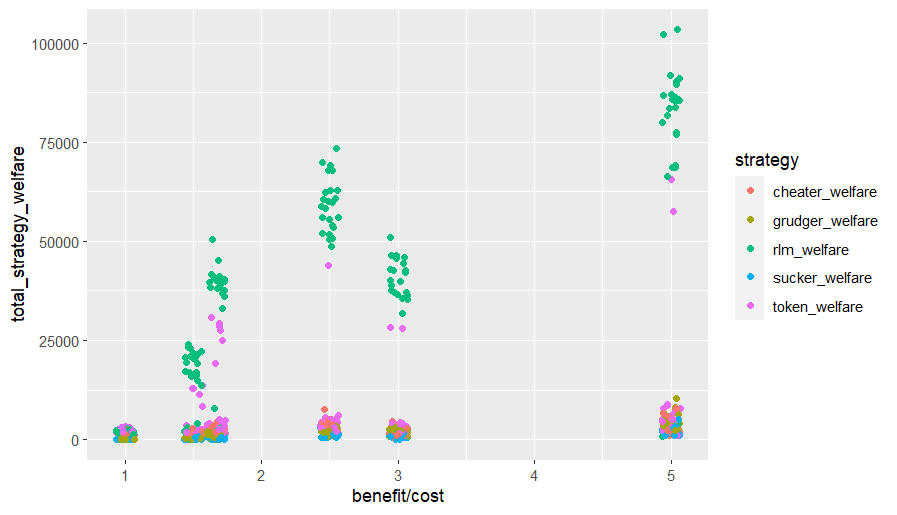 total_strategy_welfare
100000
75000
50000
25000
0
1
2
3
4
5
benefit/cost
strategy
cheater_welfare
grudger_welfare
rlm_welfare
sucker_welfare
token_welfare